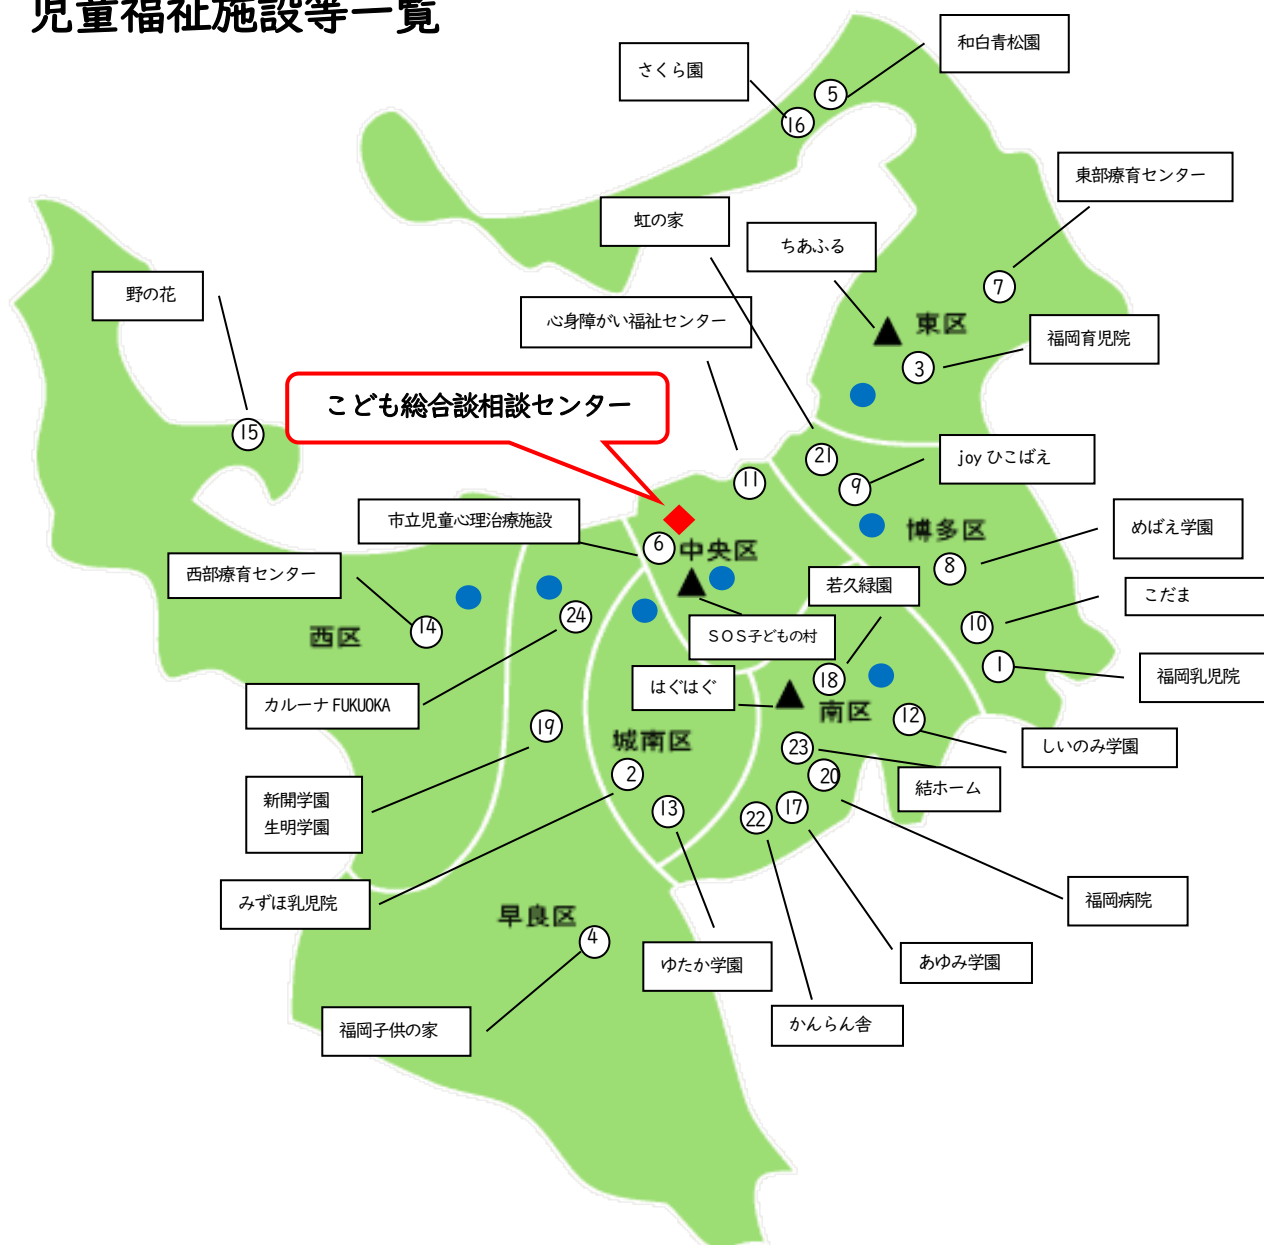 児童福祉施設等一覧
和白青松園
さくら園
5
16
東部療育センター
虹の家
ちあふる
野の花
7
心身障がい福祉センター
東区
福岡育児院
3
こども総合談相談センター
15
21
joy ひこばえ
11
9
市立児童心理治療施設
博多区
めばえ学園
6
中央区
西部療育センター
8
若久緑園
こだま
24
14
西区
10
SOS子どもの村
1
福岡乳児院
はぐはぐ
18
カルーナ FUKUOKA
南区
12
19
城南区
しいのみ学園
23
2
20
結ホーム
新開学園
生明学園
13
22
17
みずほ乳児院
福岡病院
早良区
4
ゆたか学園
あゆみ学園
かんらん舎
福岡子供の家